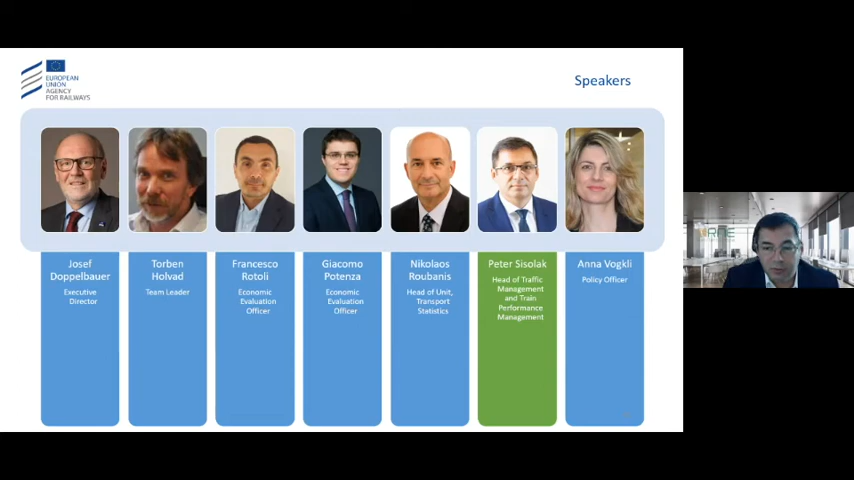 EUROPEAN
UNION
AGENCY
FOR RAILWAYS
Speakers
Josef
Doppelbauer
Executive
Director
Torben
Holvad
Team Leader
Francesco
Rotoli
Economic
Evaluation
Officer
Giacomo
Potenza
Economic
Evaluation
Officer
Nikolaos
Roubanis
Head of Unit,
Transport
Statistics
Peter Sisolak
Head of Traffic
Management
and Train
Performance
Management
Anna Vogkli
Policy Officer
RNE